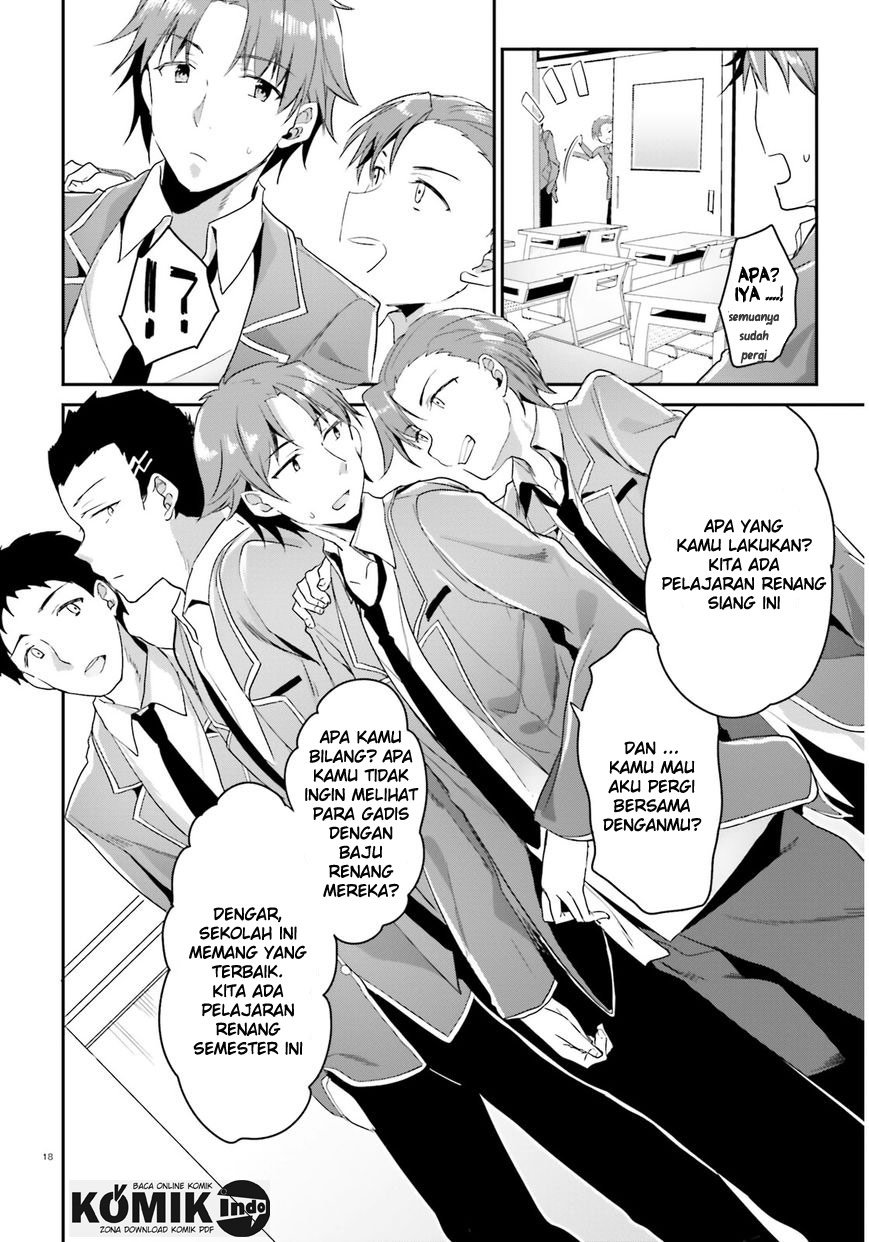 APA?
IYA ....!
semuanya
sudah
pergi
!?
APA YANG
KAMU LAKUKAN?
KITA ADA
PELAJARAN RENANG
SIANG INI
DAN ...
KAMU MAU
AKU PERGI
BERSAMA
DENGANMU?
APA KAMU
BILANG? APA
KAMU TIDAK
INGIN MELIHAT
PARA GADIS
DENGAN
BAJU
RENANG
MEREKA?
DENGAR,
SEKOLAH INI
MEMANG YANG
TERBAIK.
KITA ADA
PELAJARAN
RENANG
SEMESTER INI
18
BACA ONLINE KOMIK
KOMIK indo
ZONA DOWNLOAD KOMIK PDF